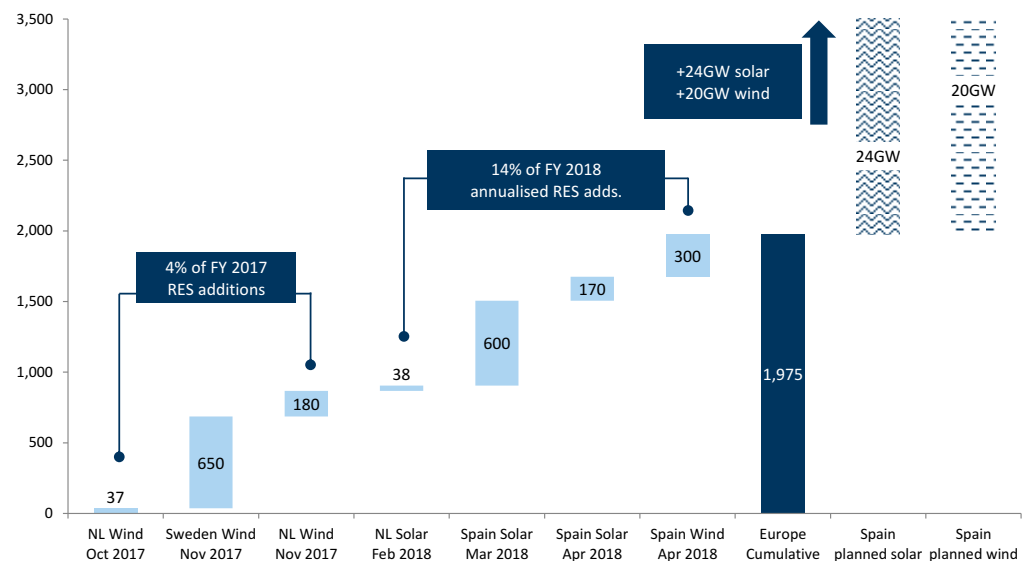 3,500
3,000
2,500
2,000
1,500
1,000
500
0
4% of FY 2017
RES additions
14% of FY 2018
annualised RES adds.
+24GW solar
+20GW wind
37
650
180
38
600
170
300
1,975
24GW
20GW
NL Wind
Oct 2017
Sweden Wind
Nov 2017
NL Wind
Nov 2017
NL Solar
Feb 2018
Spain Solar
Mar 2018
Spain Solar
Apr 2018
Spain Wind
Apr 2018
Europe
Cumulative
Spain
planned solar
Spain
planned wind